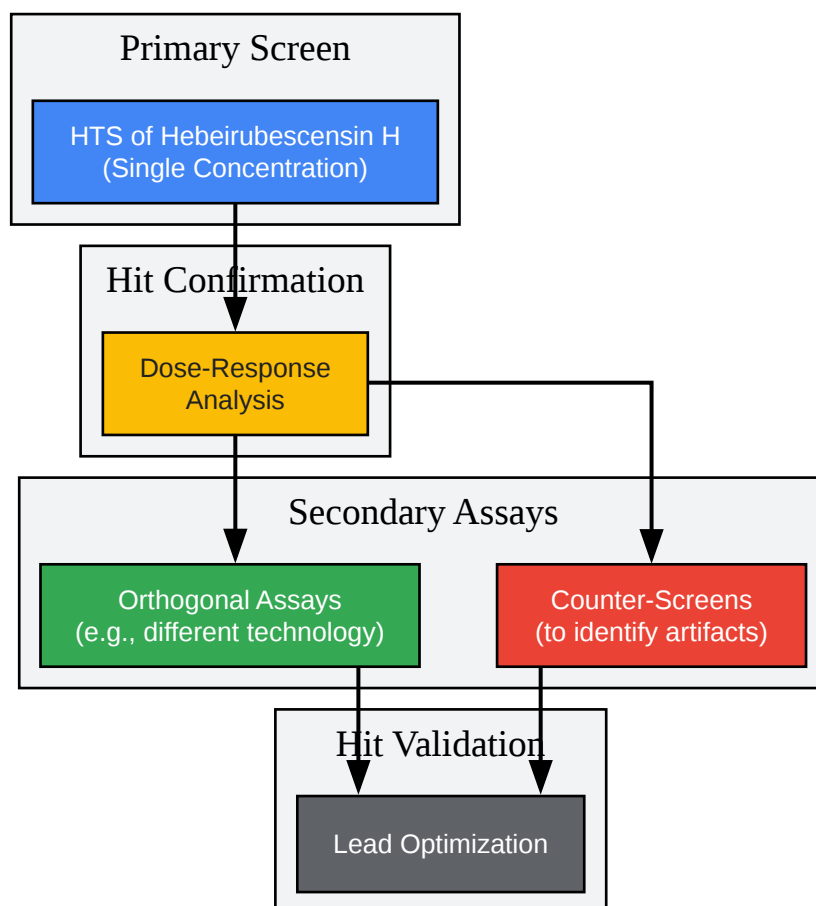 Primary Screen
HTS of Hebeirubescensin H
(Single Concentration)
Hit Confirmation
Dose-Response
Analysis
Secondary Assays
Orthogonal Assays
(e.g., different technology)
Counter-Screens
(to identify artifacts)
Hit Validation
Lead Optimization